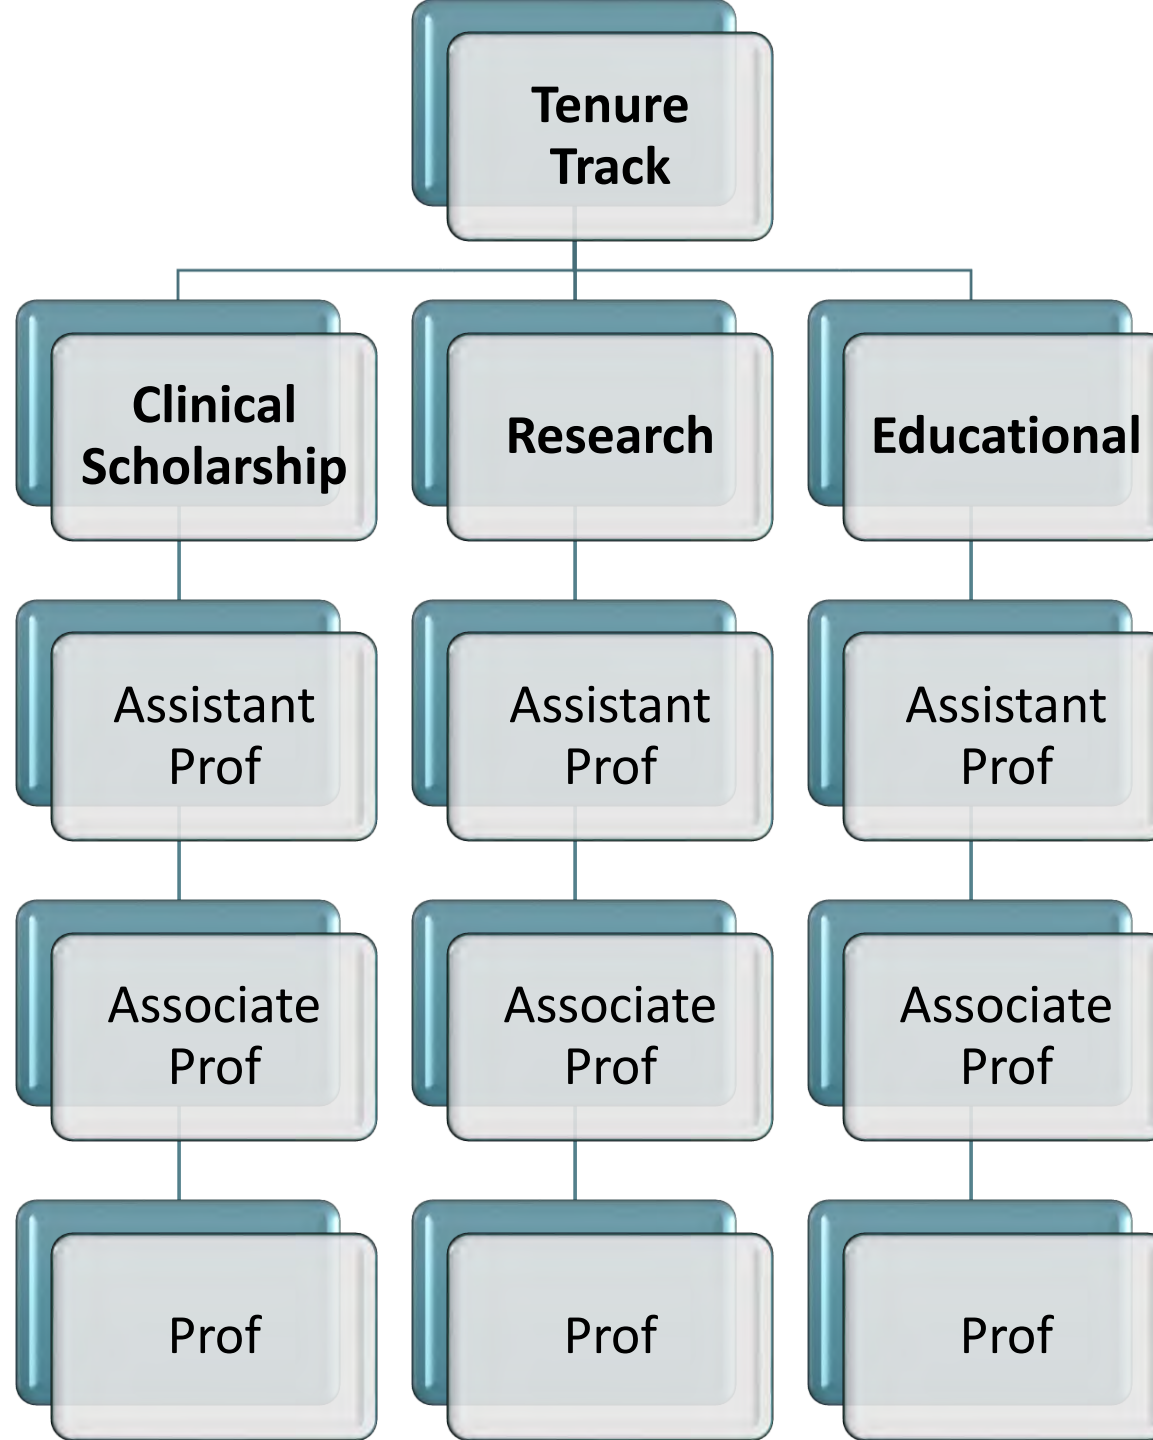 Tenure
Track
Clinical
Scholarship
Research
Educational
Assistant
Prof
Assistant
Prof
Assistant
Prof
Associate
Prof
Associate
Prof
Associate
Prof
Prof
Prof
Prof